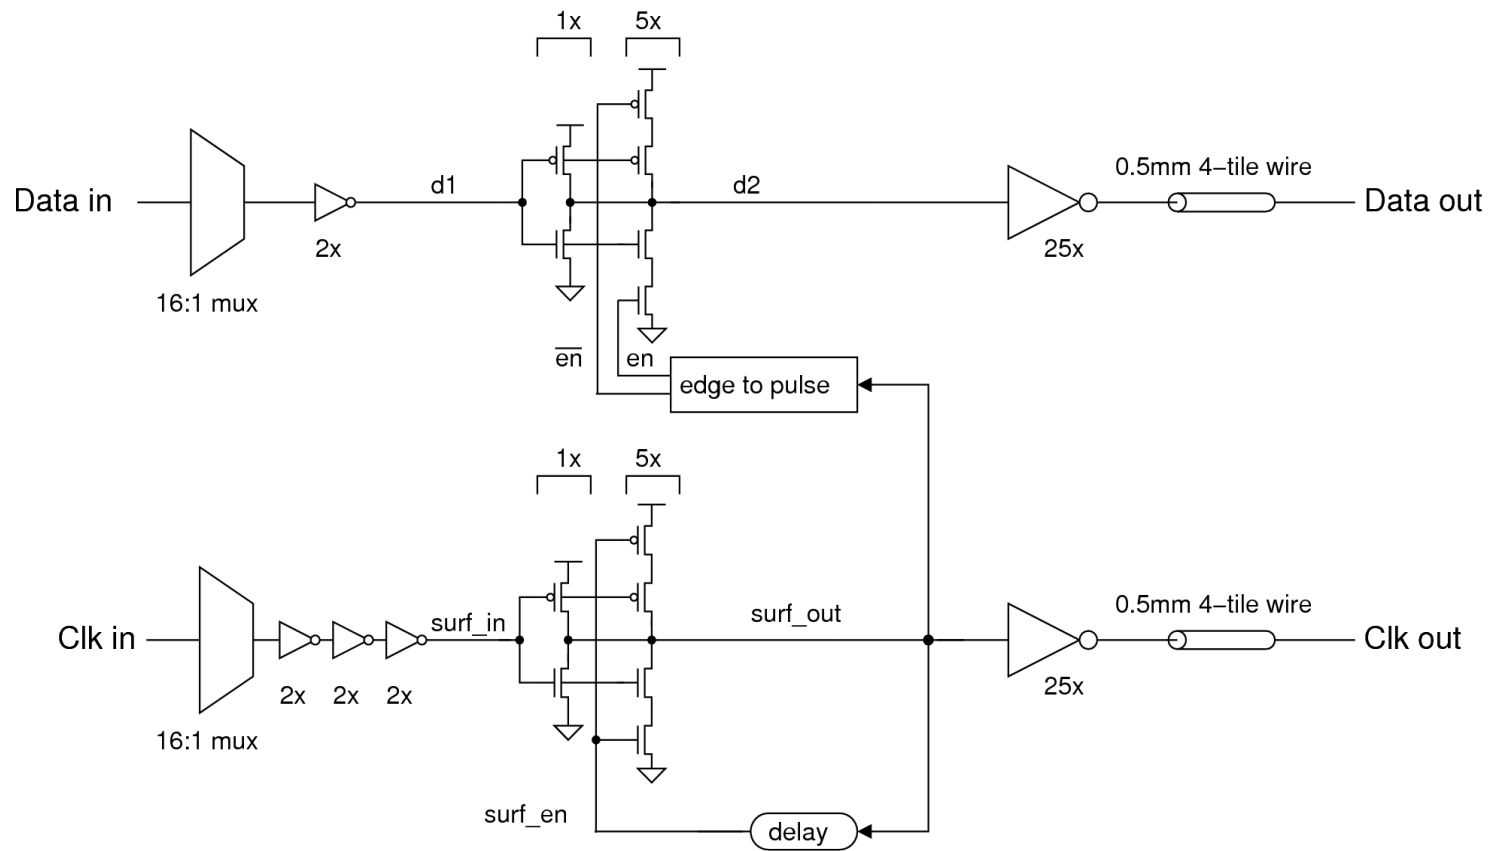 1x 5x
0.5mm 4–tile wire
Data in d1 d2 Data out
2x 25x
16:1 mux
e̅n̅ en
edge to pulse
1x 5x
0.5mm 4–tile wire
surf_in surf_out
Clk in Clk out
2x 2x 2x 25x
16:1 mux
surf_en
delay